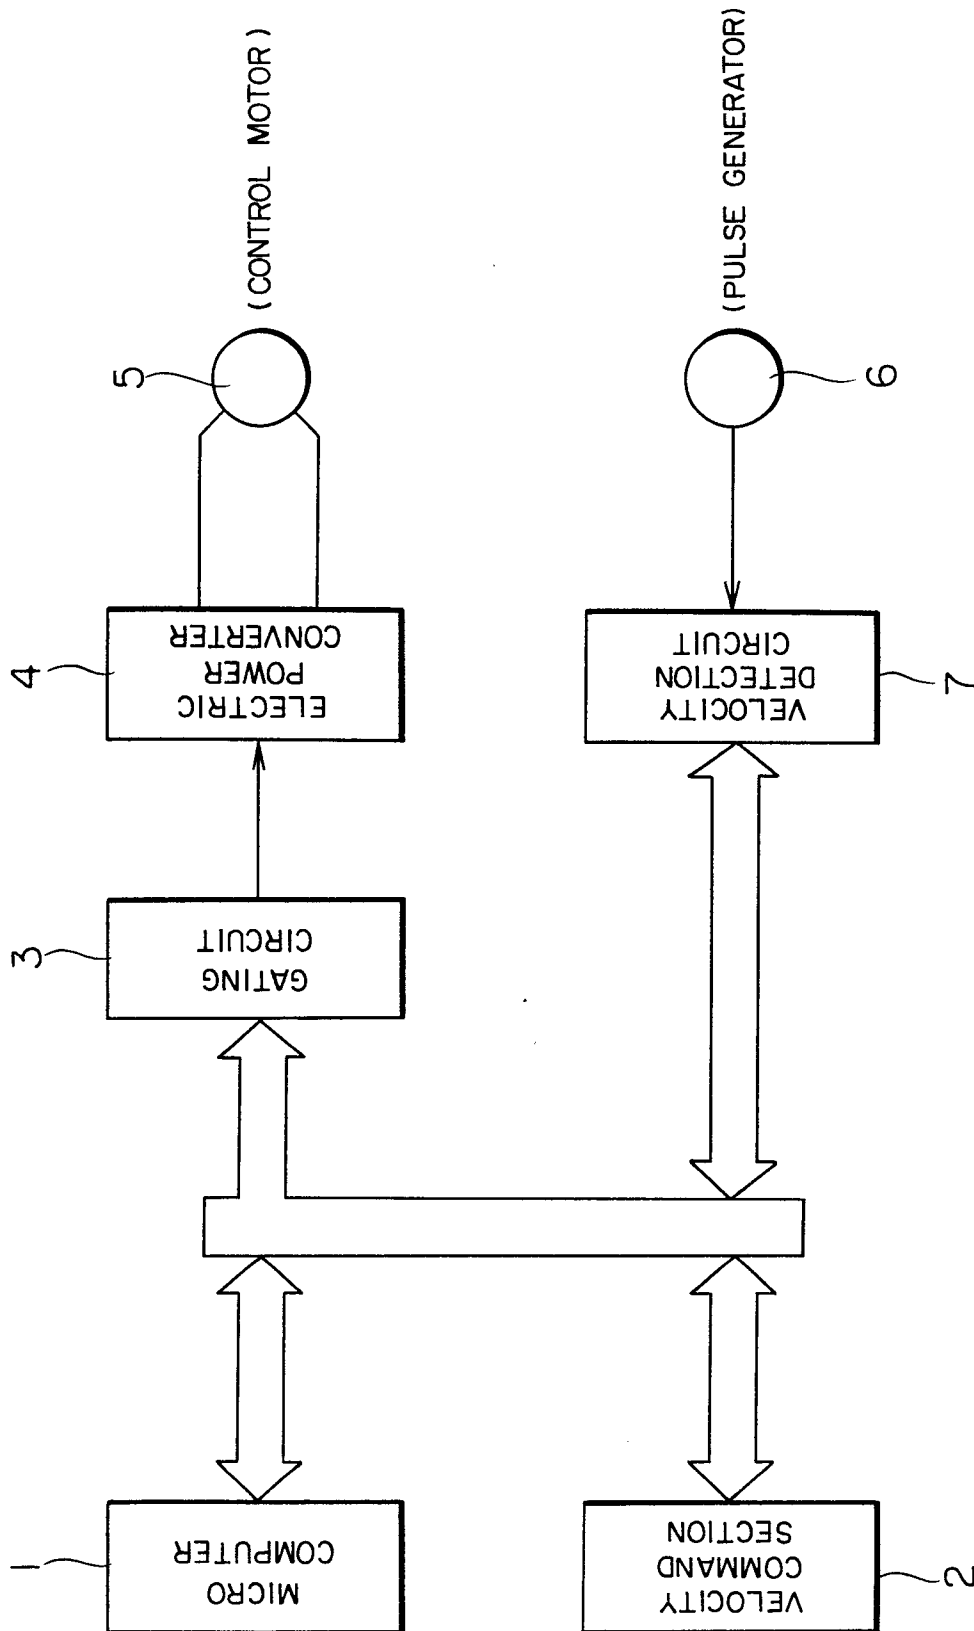 1
MICRO
COMPUTER
3
GATING
CIRCUIT
4
ELECTRIC
POWER
CONVERTER
5
(CONTROL MOTOR)
2
VELOCITY
COMMAND
SECTION
7
VELOCITY
DETECTION
CIRCUIT
6
(PULSE GENERATOR)